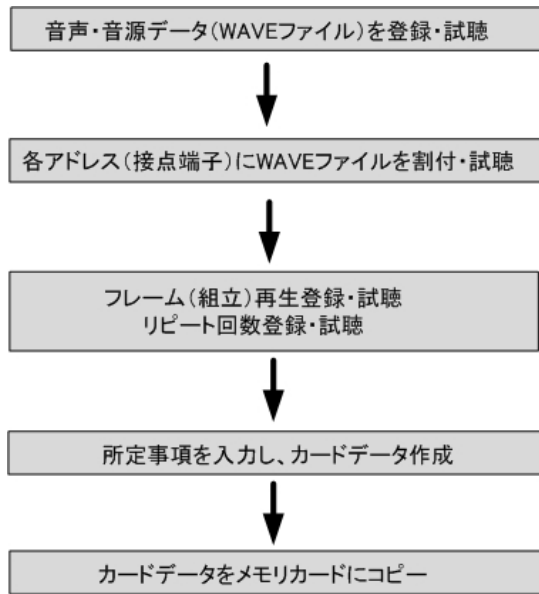 音声・音源データ(WAVEファイル)を登録・試聴
各アドレス(接点端子)にWAVEファイルを割付・試聴
フレーム(組立)再生登録・試聴
リピート回数登録・試聴
所定事項を入力し、カードデータ作成
カードデータをメモリカードにコピー